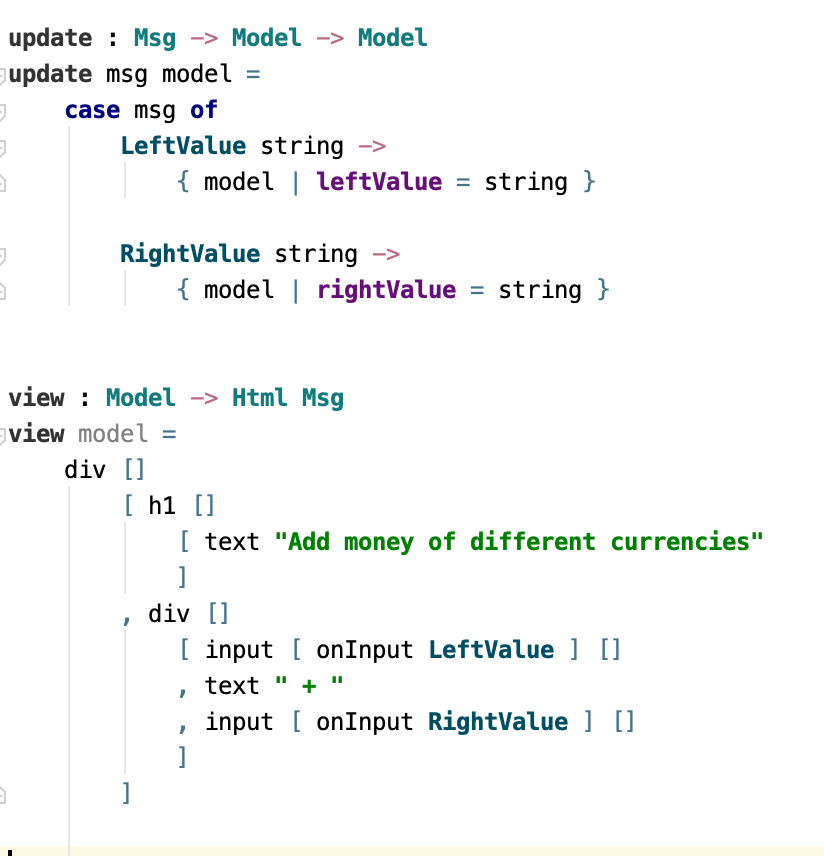 update : Msg -> Model -> Model
update msg model =
    case msg of
        LeftValue string ->
            { model | leftValue = string }

        RightValue string ->
            { model | rightValue = string }


view : Model -> Html Msg
view model =
    div []
        [ h1 []
            [ text "Add money of different currencies"
            ]
        , div []
            [ input [ onInput LeftValue ] []
            , text " + "
            , input [ onInput RightValue ] []
            ]
        ]